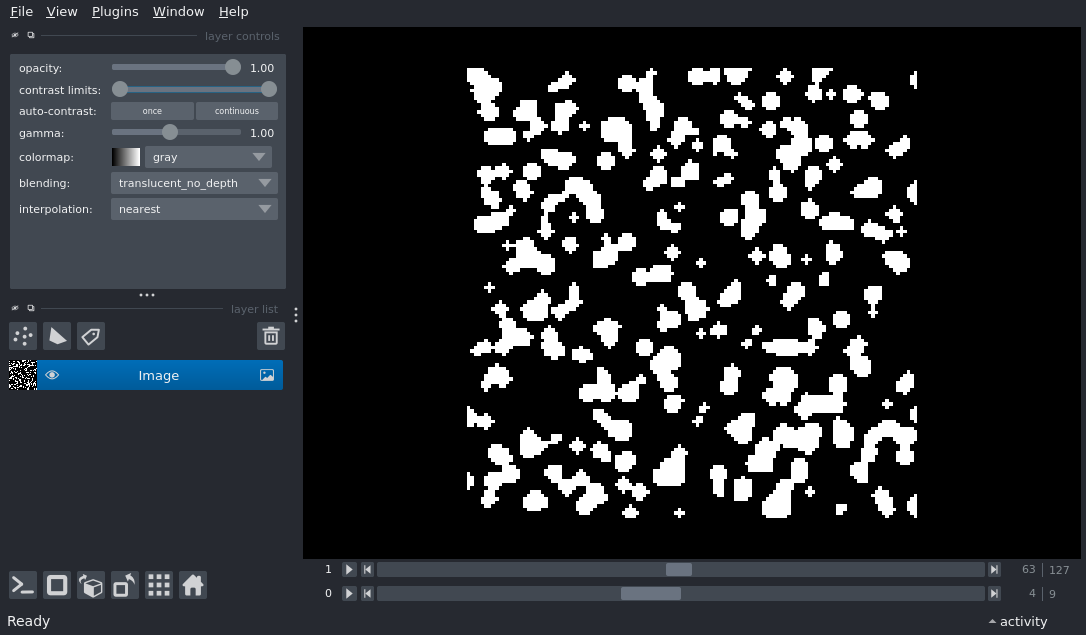 File View Plugins Window Help
layer controls
opacity: 1.00
contrast limits:
auto-contrast: once continuous
gamma: 1.00
colormap: gray
blending: translucent_no_depth
interpolation: nearest
layer list
Image
1 63 127
0 4 9
Ready activity